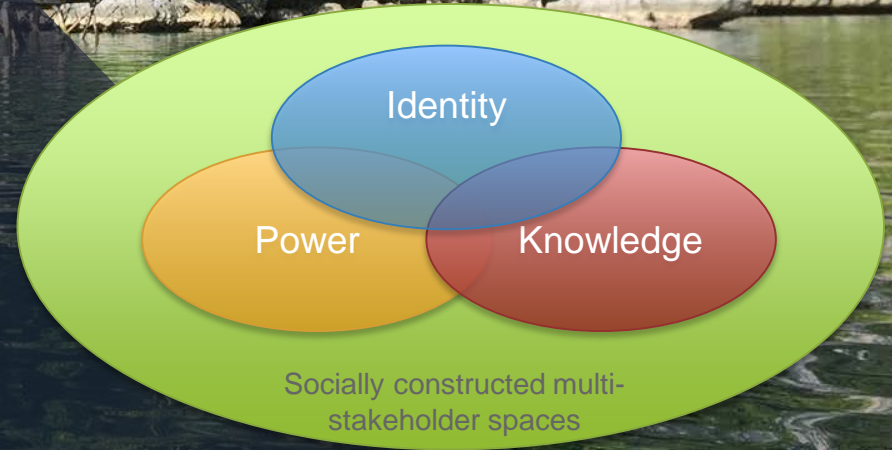 Identity
Power Knowledge
Socially constructed multi-
stakeholder spaces